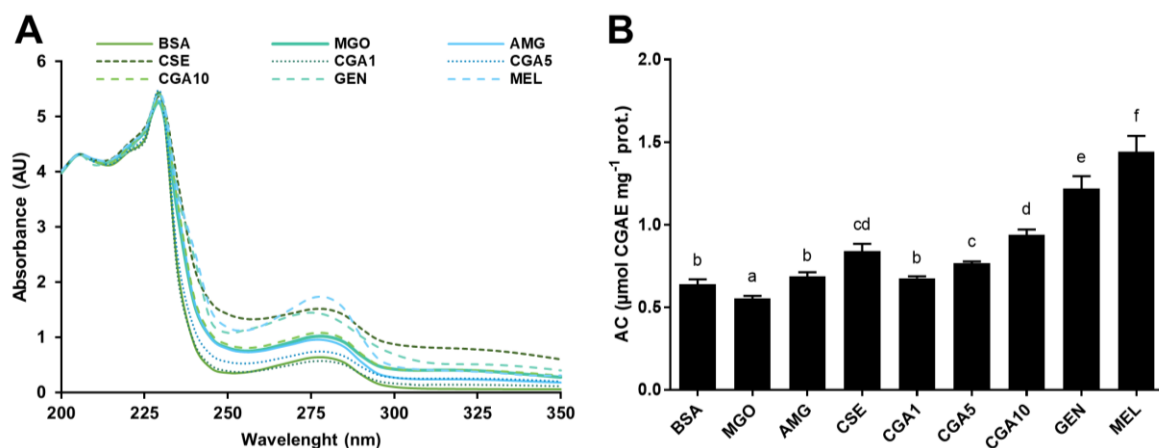 A
BSA MGO AMG
CSE CGA1 CGA5
CGA10 GEN MEL
6
5
4
3
2
1
0
Absorbance (AU)
200 225 250 275 300 325 350
Wavelenght (nm)
B
2.0
1.5
1.0
0.5
0.0
AC (µmol CGAE mg⁻¹ prot.)
b a b cd b c d e f
BSA MGO AMG CSE CGA1 CGA5 CGA10 GEN MEL